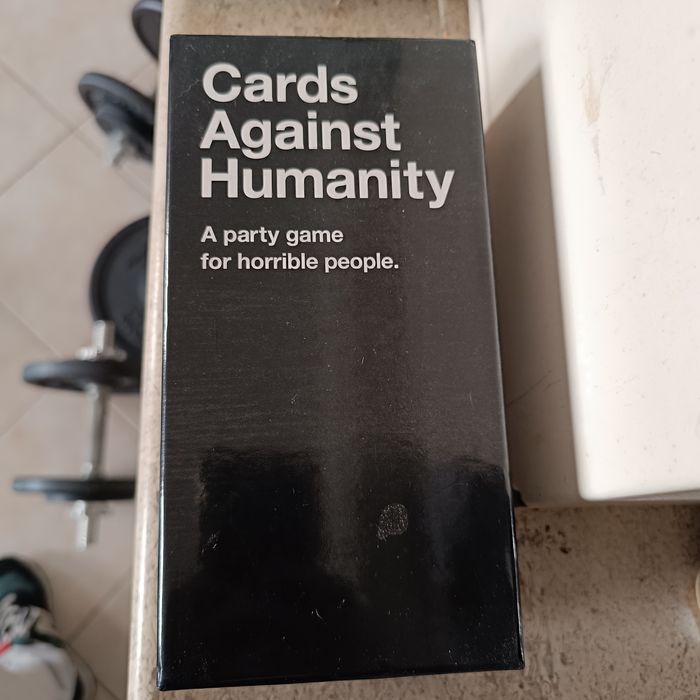 Cards
Against
Humanity
A party game
for horrible people.